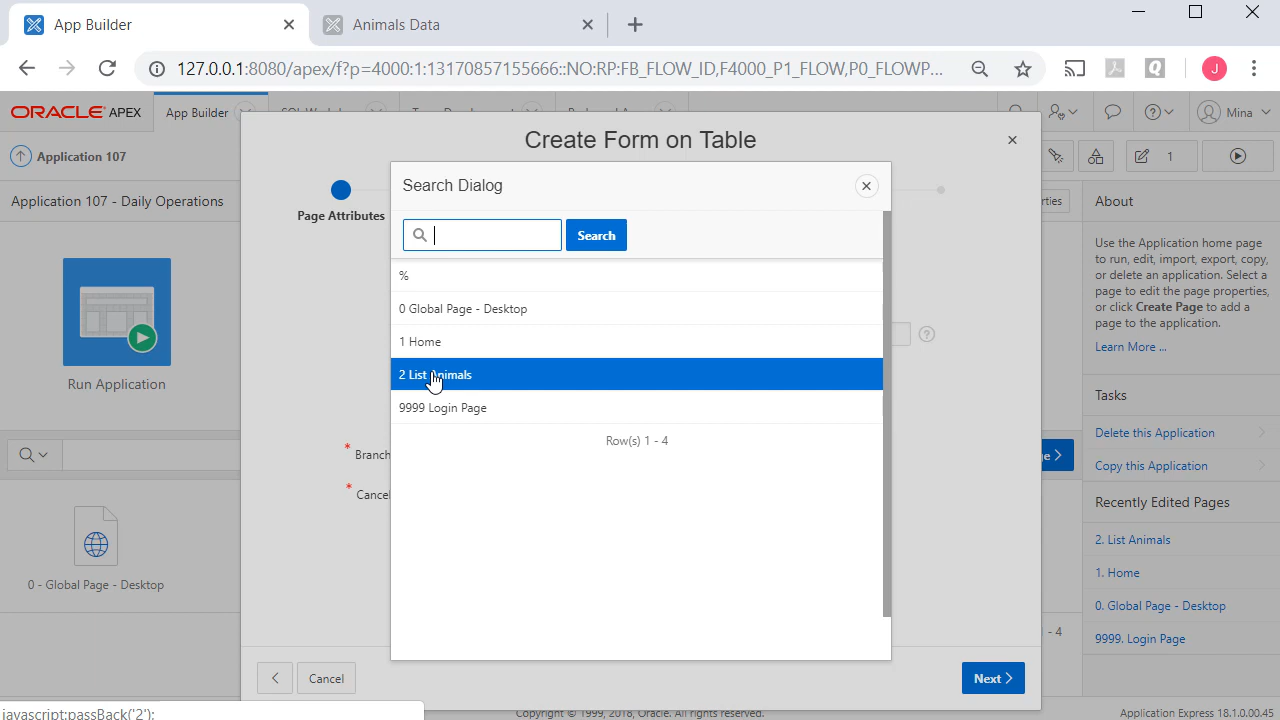 App Builder
Animals Data
127.0.0.1:8080/apex/f?p=4000:1:13170857155666::NO:RP:FB_FLOW_ID,F4000_P1_FLOW,P0_FLOWP...
ORACLE APEX
App Builder
Mina
Application 107
1
Application 107 - Daily Operations
Run Application
0 - Global Page - Desktop
Create Form on Table
Page Attributes
* Branch
* Cancel
Search Dialog
Search
%
0 Global Page - Desktop
1 Home
2 List Animals
9999 Login Page
Row(s) 1 - 4
Cancel
Next
- 4
About
Use the Application home page
to run, edit, import, export, copy,
or delete an application. Select a
page to edit the page properties,
or click Create Page to add a
page to the application.
Learn More ...
Tasks
Delete this Application
Copy this Application
Recently Edited Pages
2. List Animals
1. Home
0. Global Page - Desktop
9999. Login Page
javascript:passBack('2');
Copyright © 1999, 2018, Oracle. All rights reserved.
Application Express 18.1.0.00.45